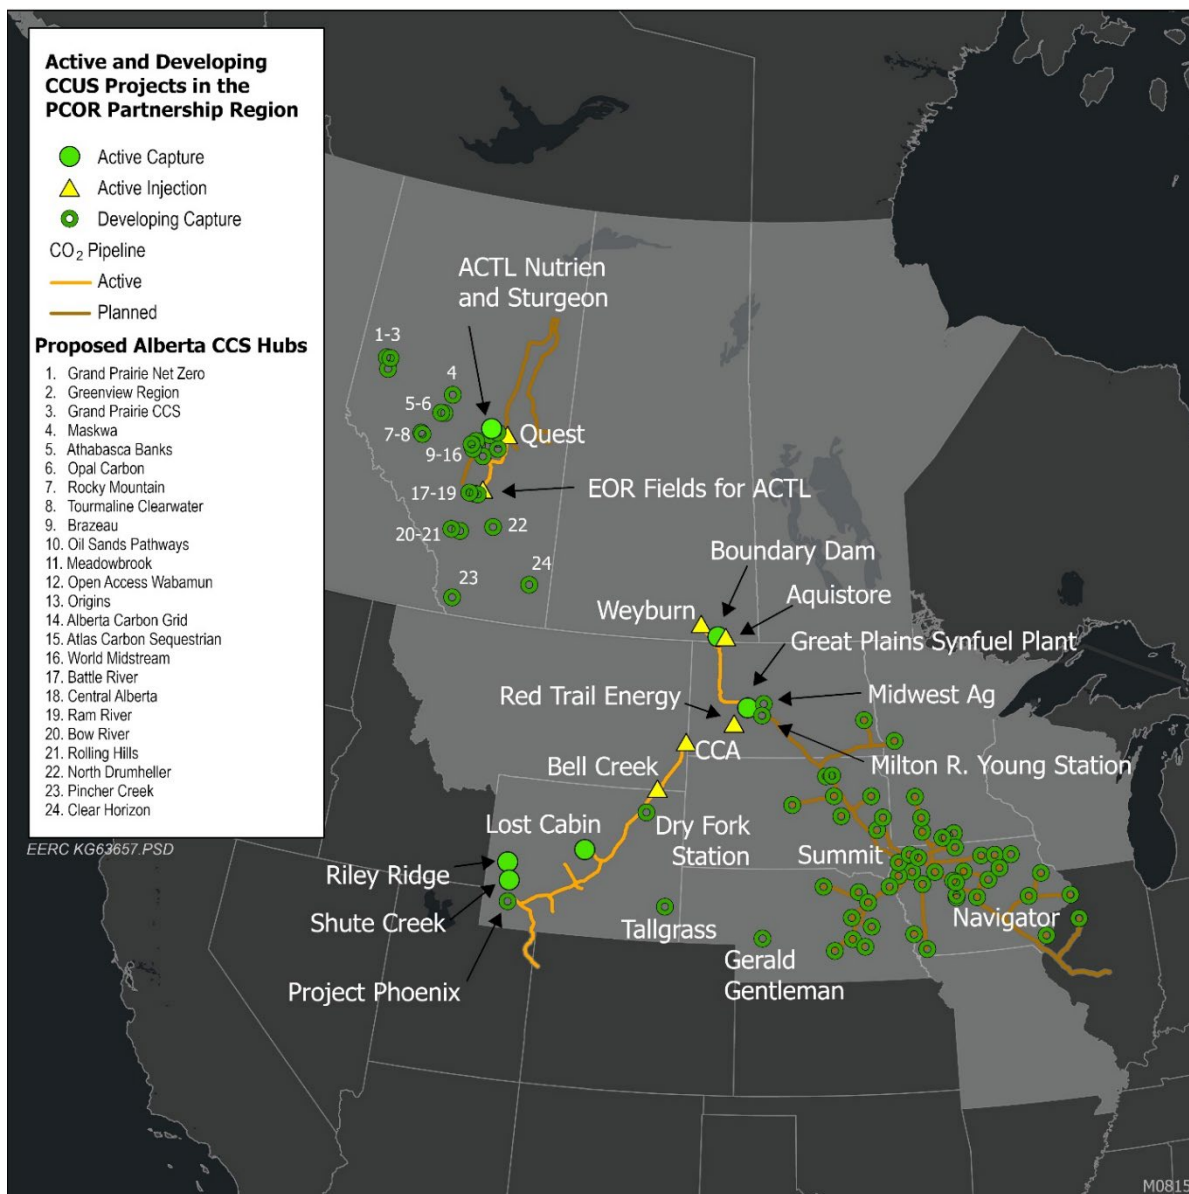 Active and Developing
CCUS Projects in the
PCOR Partnership Region
Active Capture
Active Injection
Developing Capture
CO2 Pipeline
Active
Planned
Proposed Alberta CCS Hubs
1. Grand Prairie Net Zero
2. Greenview Region
3. Grand Prairie CCS
4. Maskwa
5. Athabasca Banks
6. Opal Carbon
7. Rocky Mountain
8. Tourmaline Clearwater
9. Brazeau
10. Oil Sands Pathways
11. Meadowbrook
12. Open Access Wabamun
13. Origins
14. Alberta Carbon Grid
15. Atlas Carbon Sequestrian
16. World Midstream
17. Battle River
18. Central Alberta
19. Ram River
20. Bow River
21. Rolling Hills
22. North Drumheller
23. Pincher Creek
24. Clear Horizon
EERC KG63657.PSD
ACTL Nutrien
and Sturgeon
1-3
4
5-6
7-8
Quest
9-16
EOR Fields for ACTL
17-19
20-21
22
23
24
Boundary Dam
Weyburn
Aquistore
Great Plains Synfuel Plant
Red Trail Energy
Midwest Ag
CCA
Milton R. Young Station
Bell Creek
Lost Cabin
Dry Fork
Station
Summit
Riley Ridge
Shute Creek
Tallgrass
Navigator
Gerald
Gentleman
Project Phoenix
M0815